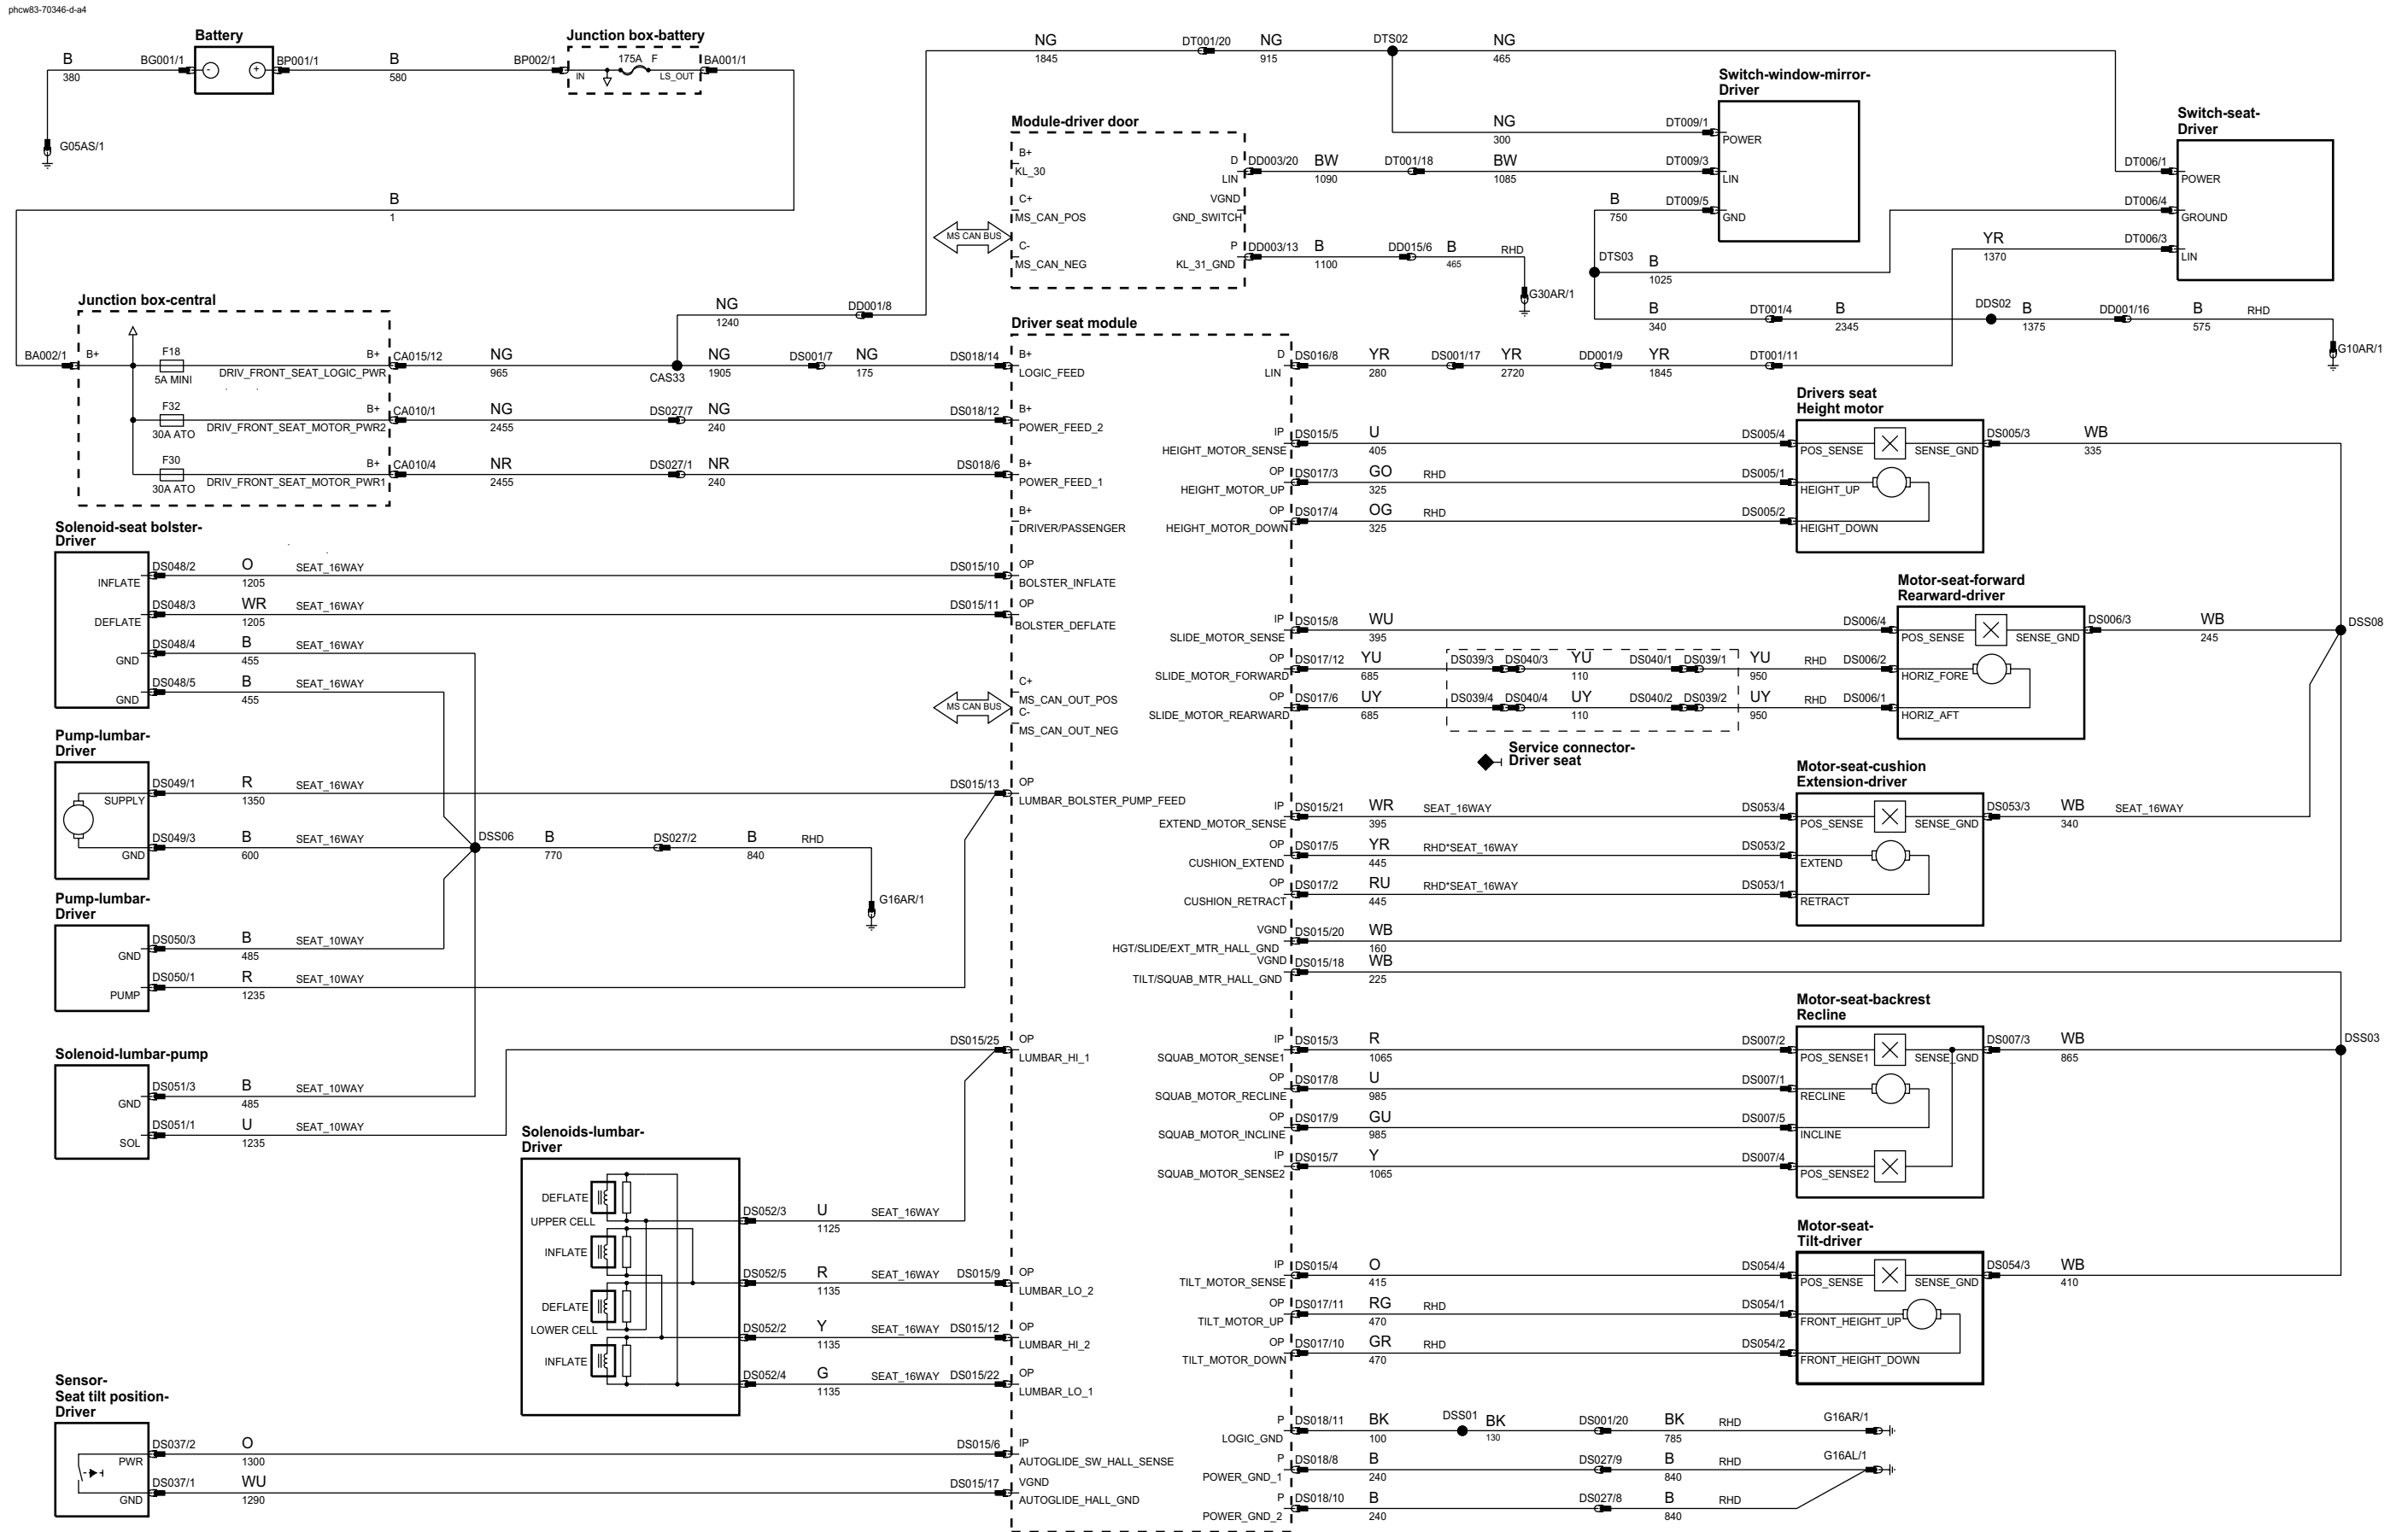 phcw83-70346-d-a4
Battery
B
380
BG001/1
-
+
BP001/1
B
580
G05AS/1
Junction box-battery
BP002/1
175A F
IN
LS_OUT
BA001/1
B
1
NG
1845
DT001/20
NG
915
DTS02
NG
465
NG
300
Switch-window-mirror-
Driver
DT009/1
POWER
DT009/3
LIN
DT009/5
GND
B
750
Switch-seat-
Driver
DT006/1
POWER
DT006/4
GROUND
DT006/3
LIN
YR
1370
Module-driver door
B+
KL_30
C+
MS_CAN_POS
C-
MS_CAN_NEG
MS CAN BUS
D
LIN
VGND
GND_SWITCH
P
KL_31_GND
DD003/20
BW
1090
DT001/18
BW
1085
DD003/13
B
1100
DD015/6
B
465
RHD
G30AR/1
DTS03
B
1025
B
340
DT001/4
B
2345
DDS02
B
1375
DD001/16
B
575
RHD
G10AR/1
Junction box-central
BA002/1
B+
F18
5A MINI
B+
DRIV_FRONT_SEAT_LOGIC_PWR
CA015/12
NG
965
CAS33
NG
1240
DD001/8
NG
1905
DS001/7
NG
175
DS018/14
F32
30A ATO
B+
DRIV_FRONT_SEAT_MOTOR_PWR2
CA010/1
NG
2455
DS027/7
NG
240
DS018/12
F30
30A ATO
B+
DRIV_FRONT_SEAT_MOTOR_PWR1
CA010/4
NR
2455
DS027/1
NR
240
DS018/6
Driver seat module
B+
LOGIC_FEED
B+
POWER_FEED_2
B+
POWER_FEED_1
B+
DRIVER/PASSENGER
D
LIN
DS016/8
YR
280
DS001/17
YR
2720
DD001/9
YR
1845
DT001/11
IP
HEIGHT_MOTOR_SENSE
DS015/5
U
405
DS005/4
OP
HEIGHT_MOTOR_UP
DS017/3
GO
325
RHD
DS005/1
OP
HEIGHT_MOTOR_DOWN
DS017/4
OG
325
RHD
DS005/2
Drivers seat
Height motor
POS_SENSE
SENSE_GND
HEIGHT_UP
HEIGHT_DOWN
DS005/3
WB
335
Solenoid-seat bolster-
Driver
INFLATE
DS048/2
O
1205
SEAT_16WAY
DS015/10
OP
BOLSTER_INFLATE
DEFLATE
DS048/3
WR
1205
SEAT_16WAY
DS015/11
OP
BOLSTER_DEFLATE
GND
DS048/4
B
455
SEAT_16WAY
GND
DS048/5
B
455
SEAT_16WAY
MS CAN BUS
C+
MS_CAN_OUT_POS
C-
MS_CAN_OUT_NEG
IP
SLIDE_MOTOR_SENSE
DS015/8
WU
395
DS006/4
OP
SLIDE_MOTOR_FORWARD
DS017/12
YU
685
DS039/3
DS040/3
YU
110
DS040/1
DS039/1
YU
950
RHD
DS006/2
OP
SLIDE_MOTOR_REARWARD
DS017/6
UY
685
DS039/4
DS040/4
UY
110
DS040/2
DS039/2
UY
950
RHD
DS006/1
Motor-seat-forward
Rearward-driver
POS_SENSE
SENSE_GND
HORIZ_FORE
HORIZ_AFT
DS006/3
WB
245
DSS08
Service connector-
Driver seat
Pump-lumbar-
Driver
SUPPLY
DS049/1
R
1350
SEAT_16WAY
DS015/13
OP
LUMBAR_BOLSTER_PUMP_FEED
GND
DS049/3
B
600
SEAT_16WAY
DSS06
B
770
DS027/2
B
840
RHD
G16AR/1
IP
EXTEND_MOTOR_SENSE
DS015/21
WR
395
SEAT_16WAY
DS053/4
OP
CUSHION_EXTEND
DS017/5
YR
445
RHD*SEAT_16WAY
DS053/2
OP
CUSHION_RETRACT
DS017/2
RU
445
RHD*SEAT_16WAY
DS053/1
Motor-seat-cushion
Extension-driver
POS_SENSE
SENSE_GND
EXTEND
RETRACT
DS053/3
WB
340
SEAT_16WAY
Pump-lumbar-
Driver
GND
DS050/3
B
485
SEAT_10WAY
PUMP
DS050/1
R
1235
SEAT_10WAY
VGND
HGT/SLIDE/EXT_MTR_HALL_GND
DS015/20
WB
160
VGND
TILT/SQUAB_MTR_HALL_GND
DS015/18
WB
225
Solenoid-lumbar-pump
GND
DS051/3
B
485
SEAT_10WAY
SOL
DS051/1
U
1235
SEAT_10WAY
DS015/25
OP
LUMBAR_HI_1
IP
SQUAB_MOTOR_SENSE1
DS015/3
R
1065
DS007/2
OP
SQUAB_MOTOR_RECLINE
DS017/8
U
985
DS007/1
OP
SQUAB_MOTOR_INCLINE
DS017/9
GU
985
DS007/5
IP
SQUAB_MOTOR_SENSE2
DS015/7
Y
1065
DS007/4
Motor-seat-backrest
Recline
POS_SENSE1
SENSE_GND
RECLINE
INCLINE
POS_SENSE2
DS007/3
WB
865
DSS03
Solenoids-lumbar-
Driver
DEFLATE
UPPER CELL
INFLATE
DEFLATE
LOWER CELL
INFLATE
DS052/3
U
1125
SEAT_16WAY
DS052/5
R
1135
SEAT_16WAY
DS015/9
OP
LUMBAR_LO_2
DS052/2
Y
1135
SEAT_16WAY
DS015/12
OP
LUMBAR_HI_2
DS052/4
G
1135
SEAT_16WAY
DS015/22
OP
LUMBAR_LO_1
IP
TILT_MOTOR_SENSE
DS015/4
O
415
DS054/4
OP
TILT_MOTOR_UP
DS017/11
RG
470
RHD
DS054/1
OP
TILT_MOTOR_DOWN
DS017/10
GR
470
RHD
DS054/2
Motor-seat-
Tilt-driver
POS_SENSE
SENSE_GND
FRONT_HEIGHT_UP
FRONT_HEIGHT_DOWN
DS054/3
WB
410
Sensor-
Seat tilt position-
Driver
PWR
DS037/2
O
1300
DS015/6
IP
AUTOGLIDE_SW_HALL_SENSE
GND
DS037/1
WU
1290
DS015/17
VGND
AUTOGLIDE_HALL_GND
P
LOGIC_GND
DS018/11
BK
100
DSS01
BK
130
DS001/20
BK
785
RHD
G16AR/1
P
POWER_GND_1
DS018/8
B
240
DS027/9
B
840
RHD
G16AL/1
P
POWER_GND_2
DS018/10
B
240
DS027/8
B
840
RHD